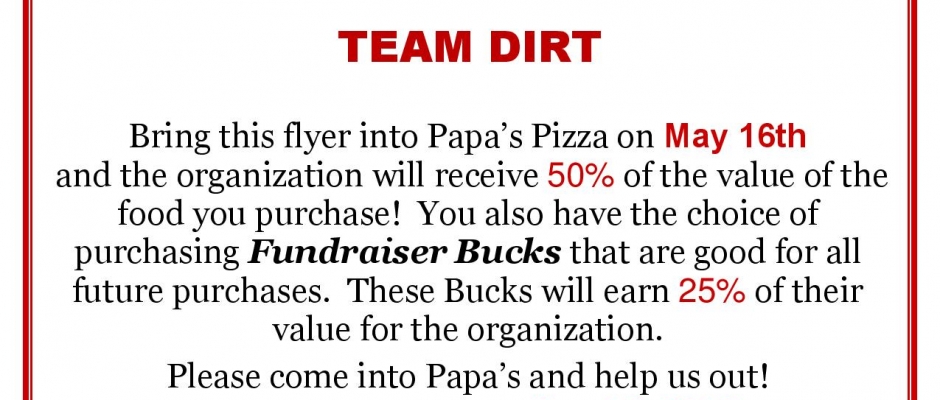 TEAM DIRT
Bring this flyer into Papa's Pizza on May 16th
and the organization will receive 50% of the value of the
food you purchase!  You also have the choice of
purchasing Fundraiser Bucks that are good for all
future purchases.  These Bucks will earn 25% of their
value for the organization.
Please come into Papa's and help us out!